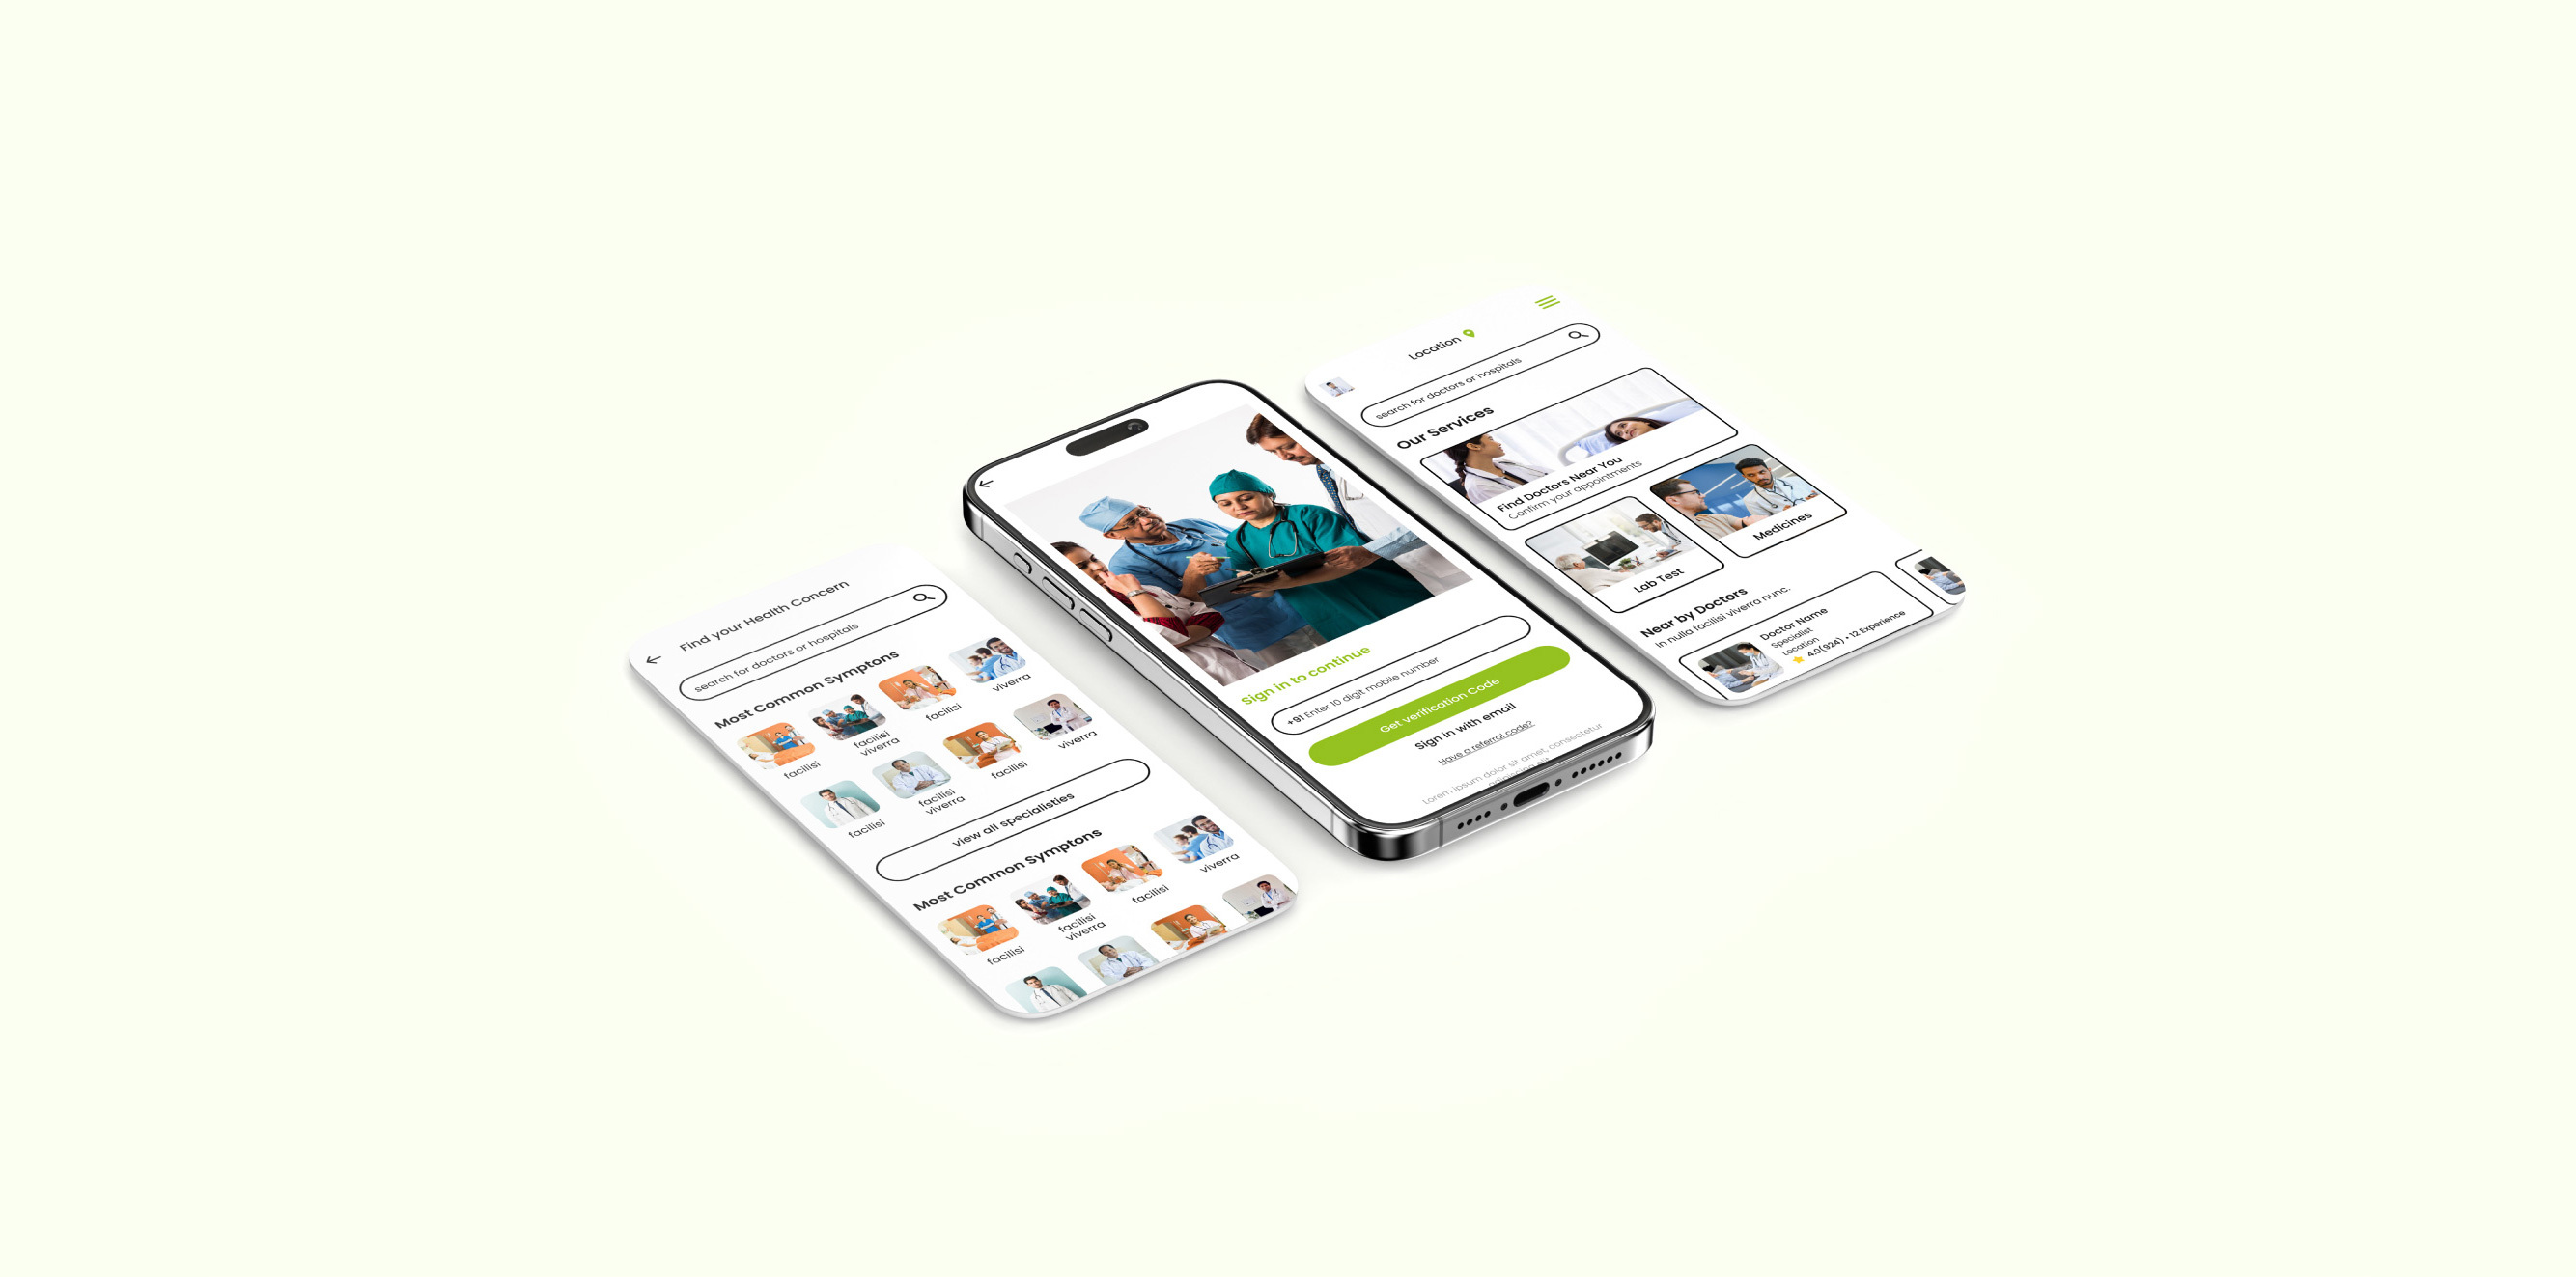 Find your Health Concern
search for doctors or hospitals
Most Common Symptons
facilisi
facilisi
viverra
facilisi
viverra
facilisi
facilisi
viverra
facilisi
viverra
view all specialisties
Most Common Symptons
facilisi
facilisi
viverra
facilisi
viverra
Sign in to continue
+91 Enter 10 digit mobile number
Get verification Code
Sign in with email
Have a referral code?
Lorem ipsum dolor sit amet, consectetur
adipiscing elit
Location
search for doctors or hospitals
Our Services
Find Doctors Near You
Confirm your appointments
Lab Test
Medicines
Near by Doctors
in nulla facilisi viverra nunc.
Doctor Name
Specialist
Location
4.0(924) • 12 Experience